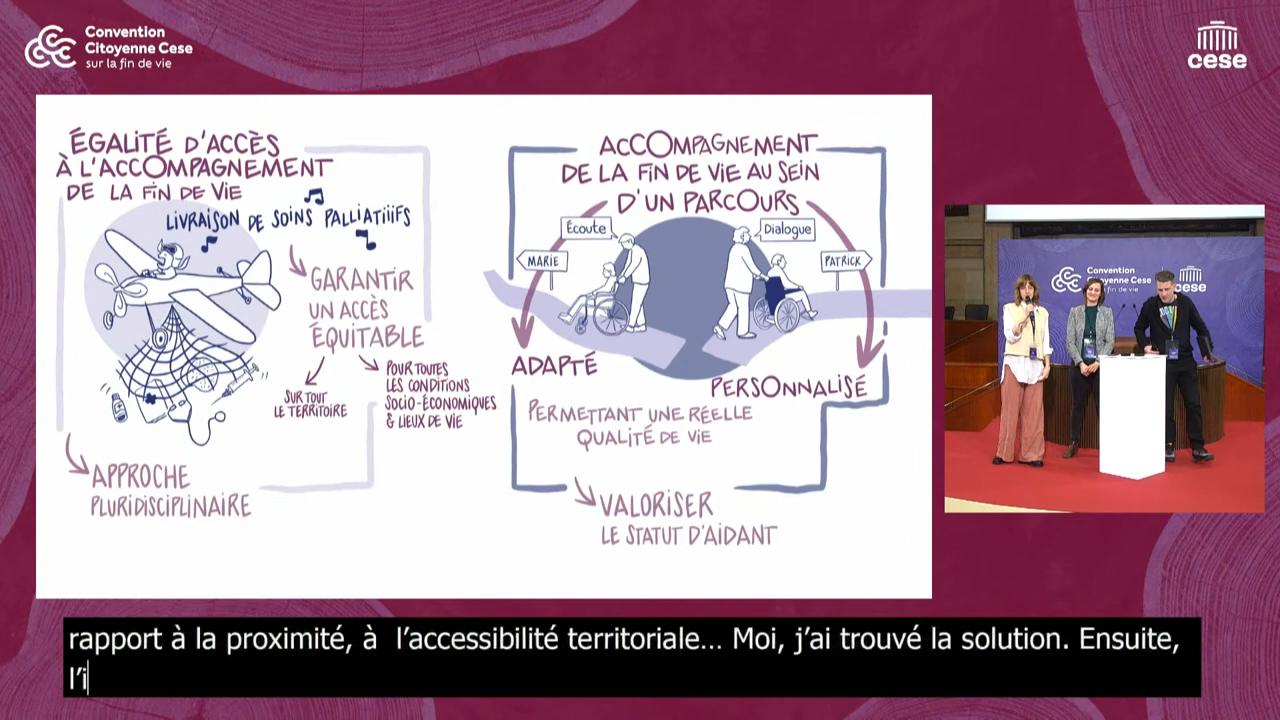 Convention
Citoyenne Cese
sur la fin de vie
cese
ÉGALITÉ D'ACCÈS
À L'ACCOMPAGNEMENT
DE LA FIN DE VIE
LIVRAISON DE SOINS PALLIATIIIFS
GARANTIR
UN ACCÈS
ÉQUITABLE
SUR TOUT
LE TERRITOIRE
POUR TOUTES
LES CONDITIONS
SOCIO-ÉCONOMIQUES
& LIEUX DE VIE
APPROCHE
PLURIDISCIPLINAIRE
ACCOMPAGNEMENT
DE LA FIN DE VIE AU SEIN
D'UN PARCOURS
Écoute
Dialogue
MARIE
PATRICK
ADAPTÉ
PERSONNALISÉ
PERMETTANT UNE RÉELLE
QUALITÉ DE VIE
VALORISER
LE STATUT D'AIDANT
Convention
Citoyenne Cese
la fin de vie
cese
rapport à la proximité, à  l'accessibilité territoriale... Moi, j'ai trouvé la solution. Ensuite,
l'i